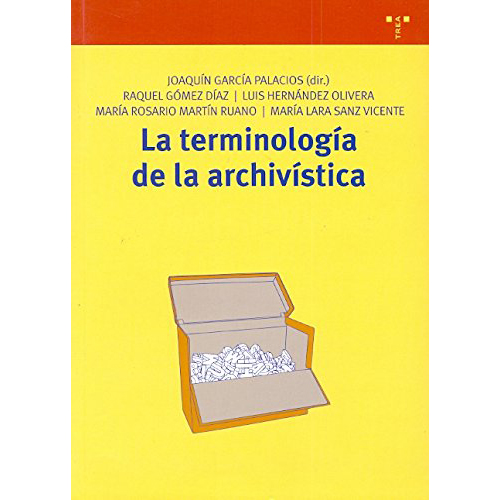 TREA
JOAQUÍN GARCÍA PALACIOS (dir.)
RAQUEL GÓMEZ DÍAZ | LUIS HERNÁNDEZ OLIVERA
MARÍA ROSARIO MARTÍN RUANO | MARÍA LARA SANZ VICENTE
La terminología
de la archivística